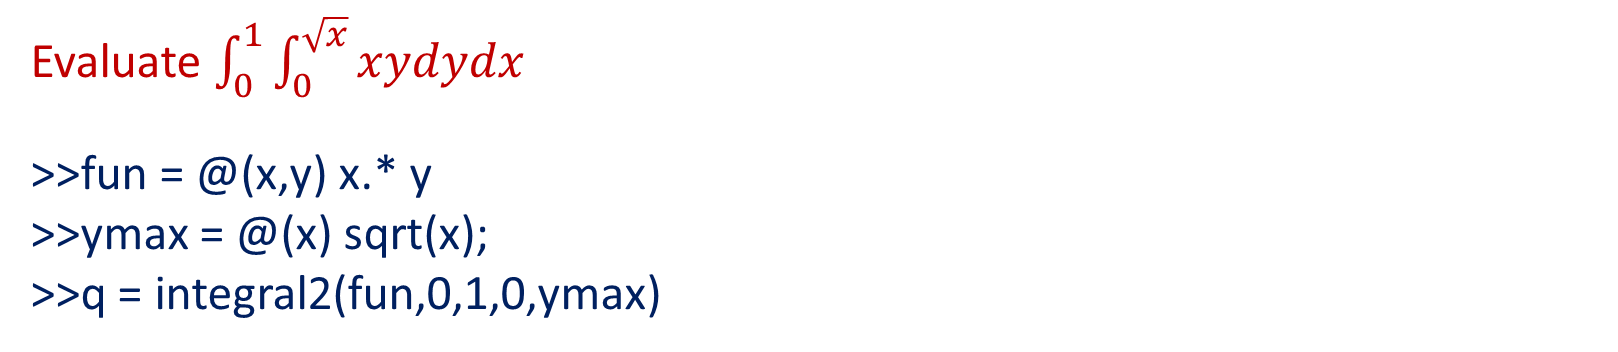 Evaluate ∫₀¹ ∫₀^√x xydydx
>>fun = @(x,y) x.* y
>>ymax = @(x) sqrt(x);
>>q = integral2(fun,0,1,0,ymax)